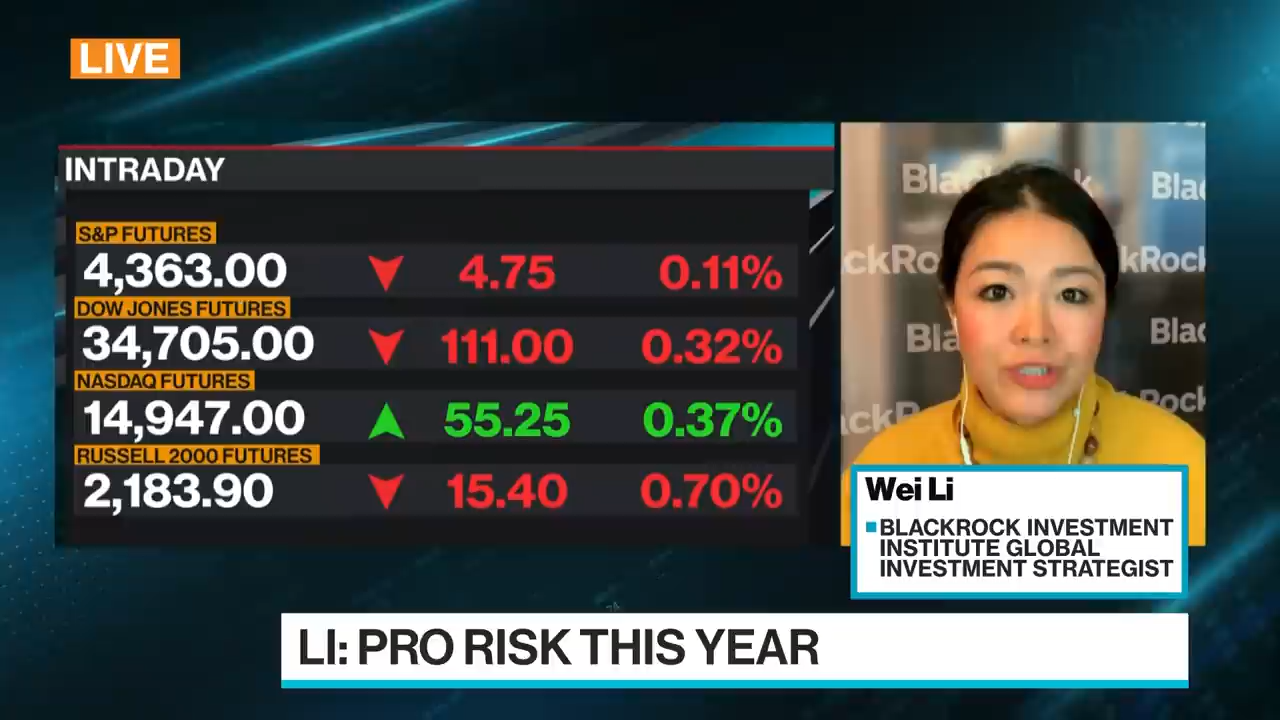 LIVE
INTRADAY
S&P FUTURES
4,363.00 ▼ 4.75 0.11%
DOW JONES FUTURES
34,705.00 ▼ 111.00 0.32%
NASDAQ FUTURES
14,947.00 ▲ 55.25 0.37%
RUSSELL 2000 FUTURES
2,183.90 ▼ 15.40 0.70%
Wei Li
BLACKROCK INVESTMENT
INSTITUTE GLOBAL
INVESTMENT STRATEGIST
LI: PRO RISK THIS YEAR